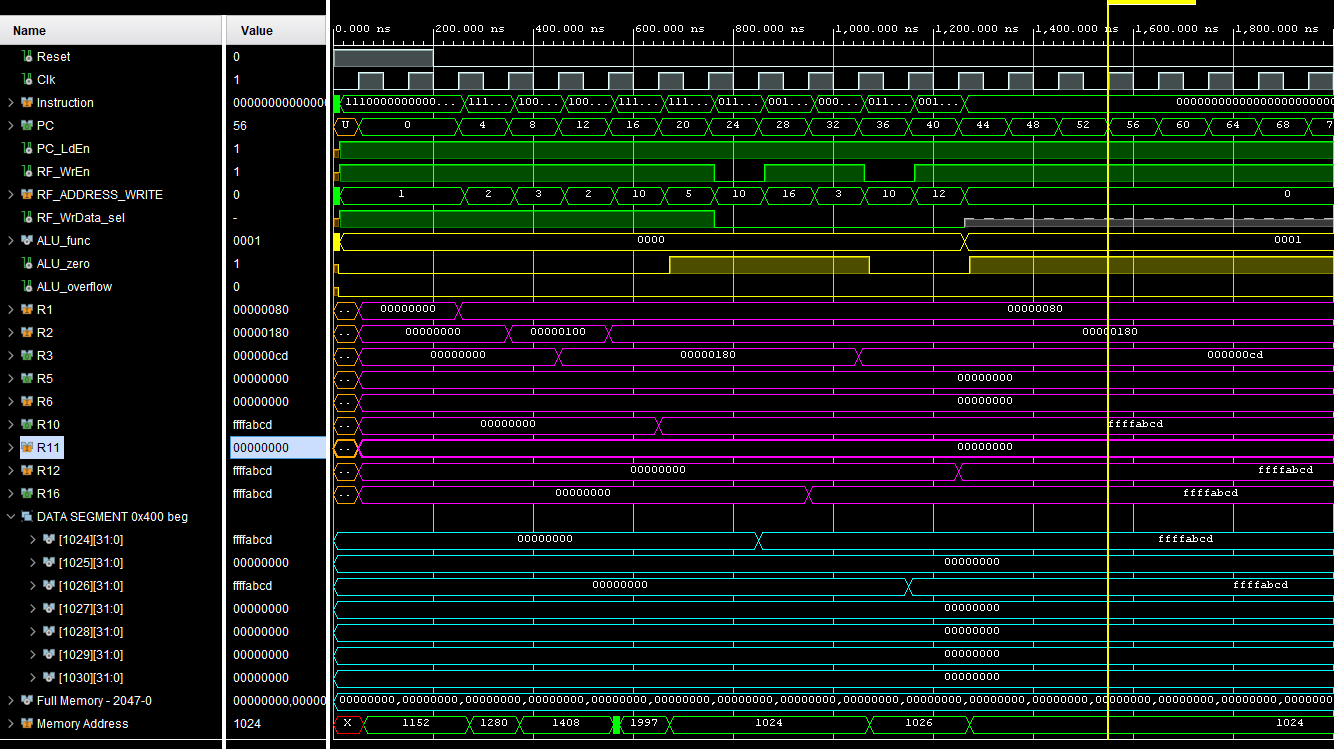 Name Value 0.000 ns 200.000 ns 400.000 ns 600.000 ns 800.000 ns 1,000.000 ns 1,200.000 ns 1,400.000 ns 1,600.000 ns 1,800.000 ns
Reset 0
Clk 1
Instruction 0000000000000 1110000000000... 111... 100... 100... 111... 111... 011... 001... 000... 011... 001...
PC 56 U 0 4 8 12 16 20 24 28 32 36 40 44 48 52 56 60 64 68 7
PC_LdEn 1
RF_WrEn 1
RF_ADDRESS_WRITE 0 1 2 3 2 10 5 10 16 3 10 12 0
RF_WrData_sel -
ALU_func 0001 0000 0001
ALU_zero 1
ALU_overflow 0
R1 00000080 .. 00000000 00000080
R2 00000180 .. 00000000 00000100 00000180
R3 000000cd .. 00000000 00000180 000000cd
R5 00000000 .. 00000000
R6 00000000 .. 00000000
R10 ffffabcd .. 00000000 ffffabcd
R11 00000000 .. 00000000
R12 ffffabcd .. 00000000 ffffabcd
R16 ffffabcd .. 00000000 ffffabcd
DATA SEGMENT 0x400 beg
[1024][31:0] ffffabcd 00000000 ffffabcd
[1025][31:0] 00000000 00000000
[1026][31:0] ffffabcd 00000000 ffffabcd
[1027][31:0] 00000000 00000000
[1028][31:0] 00000000 00000000
[1029][31:0] 00000000 00000000
[1030][31:0] 00000000 00000000
Full Memory - 2047-0 00000000,00000 00000000,00000000,00000000,00000000,00000000,00000000,00000000,00000000,00000000,00000000,00000000,00000000,00000000,00000000,00000000
Memory Address 1024 X 1152 1280 1408 1997 1024 1026 1024